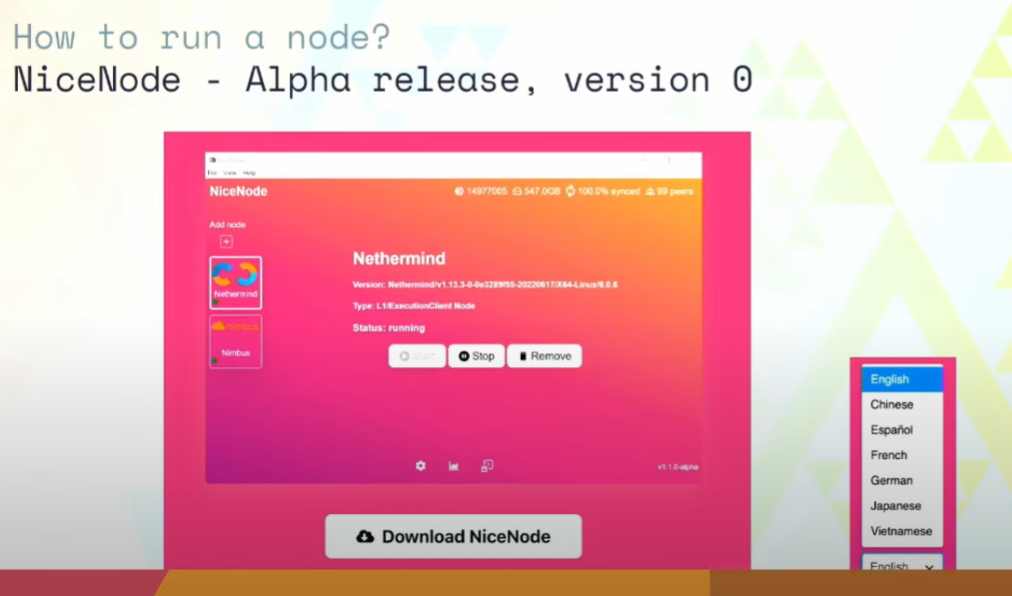 How to run a node?
NiceNode - Alpha release, version 0
File View Help
NiceNode
14977005 547.0GB 100.0% synced 99 peers
Add node
Nethermind
Nethermind
Version: Nethermind/v1.13.3-0-0e3289f55-20220617/X64-Linux/6.0.6
Type: L1/ExecutionClient Node
Status: running
Start Stop Remove
nimbus
Nimbus
v1.1.0-alpha
Download NiceNode
English
Chinese
Español
French
German
Japanese
Vietnamese
English